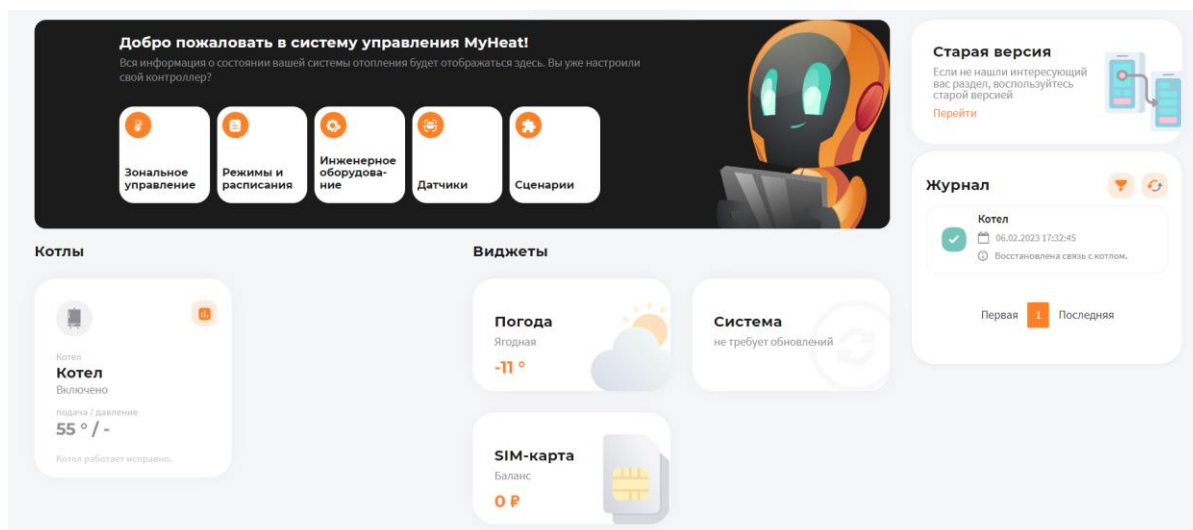 Добро пожаловать в систему управления MyHeat!
Вся информация о состоянии вашей системы отопления будет отображаться здесь. Вы уже настроили
свой контроллер?
Зональное
управление
Режимы и
расписания
Инженерное
оборудова-
ние
Датчики
Сценарии
Старая версия
Если не нашли интересующий
вас раздел, воспользуйтесь
старой версией
Перейти
Журнал
Котел
06.02.2023 17:32:45
Восстановлена связь с котлом.
Первая 1 Последняя
Котлы
Котел
Котел
Включено
подача / давление
55 ° / -
Котел работает исправно.
Виджеты
Погода
Ягодная
-11 °
Система
не требует обновлений
SIM-карта
Баланс
0 ₽